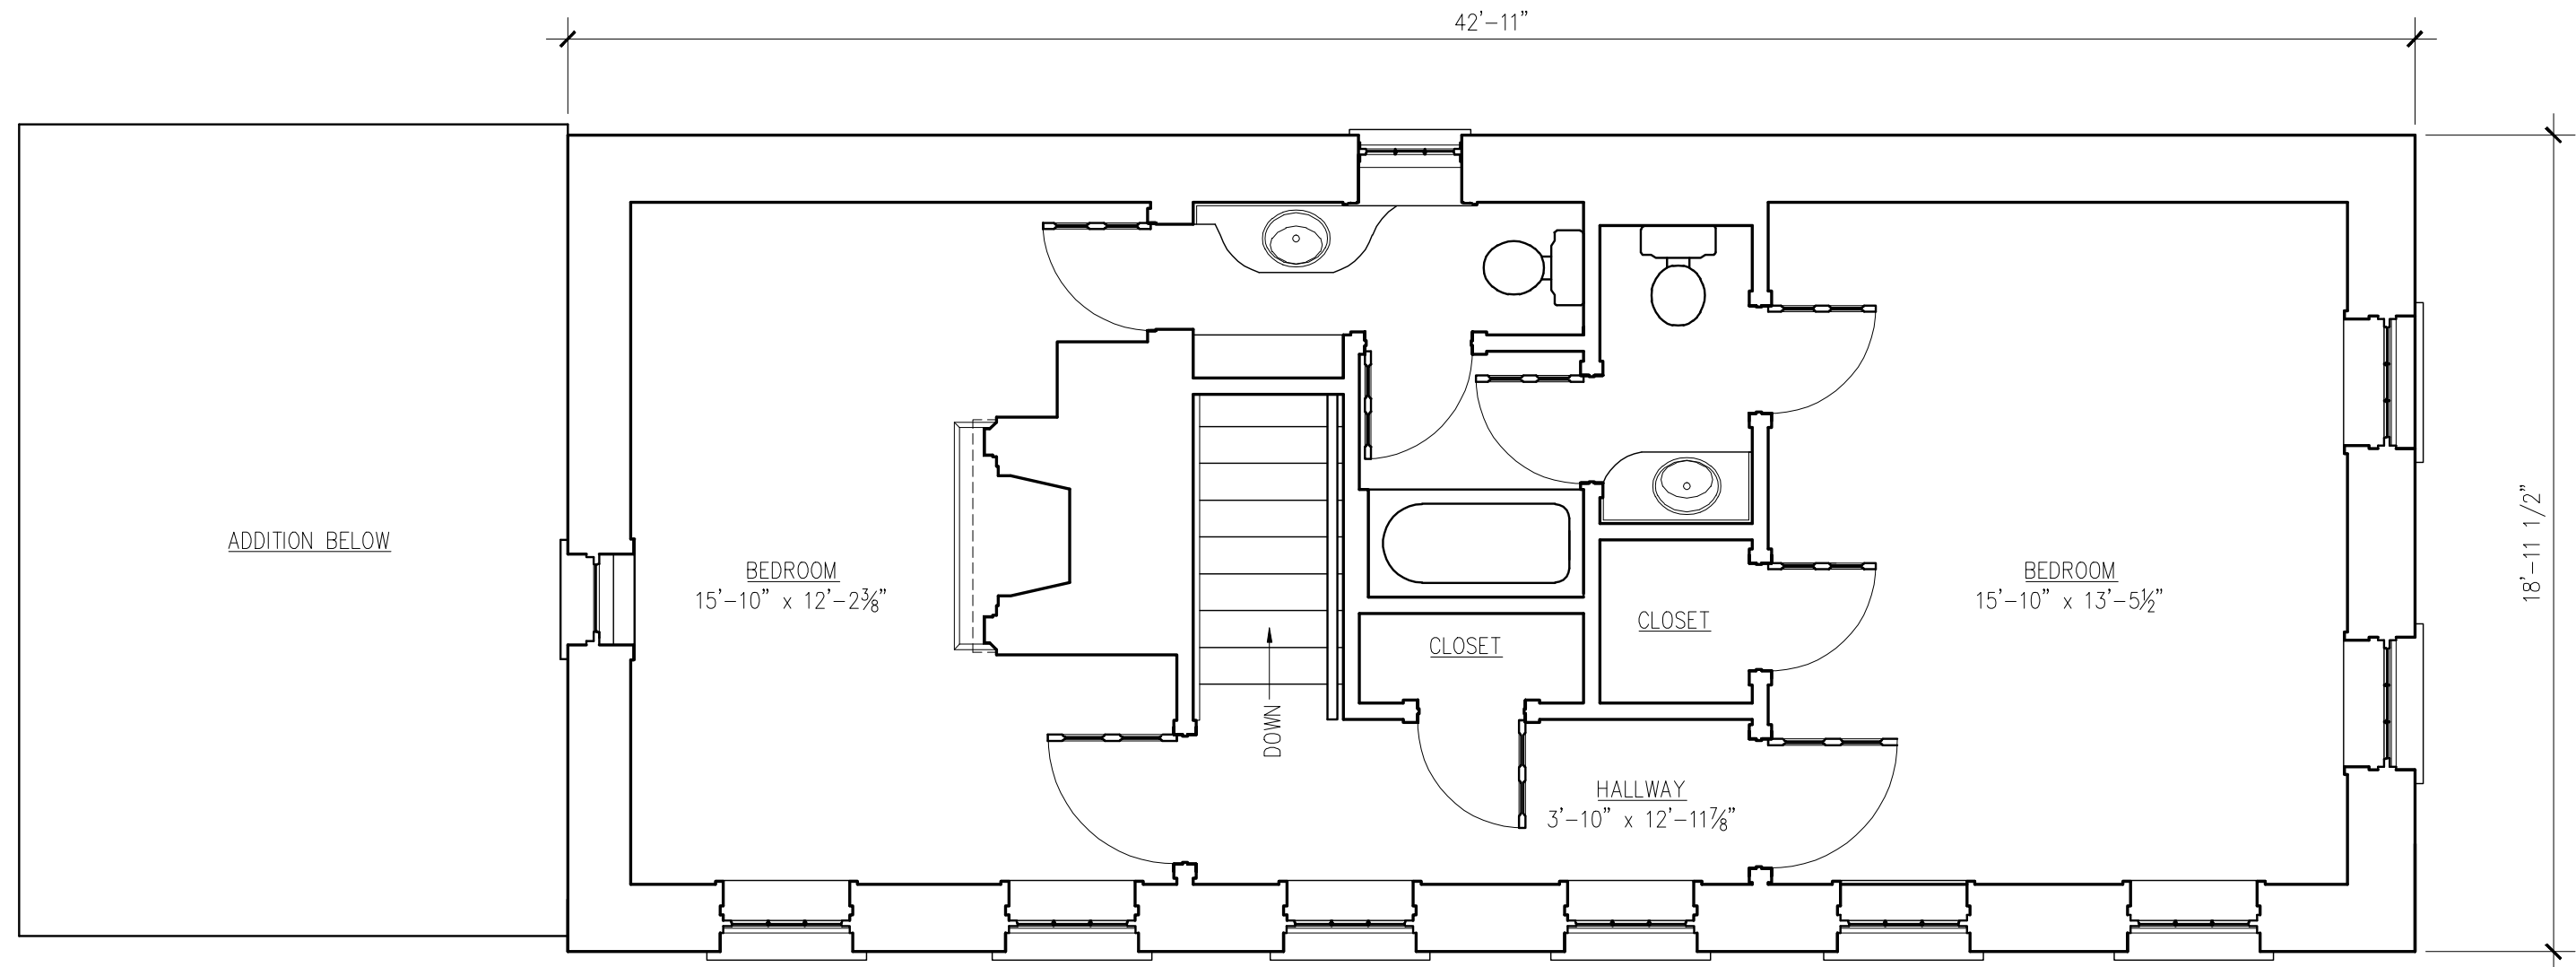 42'-11"
ADDITION BELOW
BEDROOM
15'-10" x 12'-2⅜"
DOWN
CLOSET
CLOSET
HALLWAY
3'-10" x 12'-11⅞"
BEDROOM
15'-10" x 13'-5½"
18'-11 1/2"